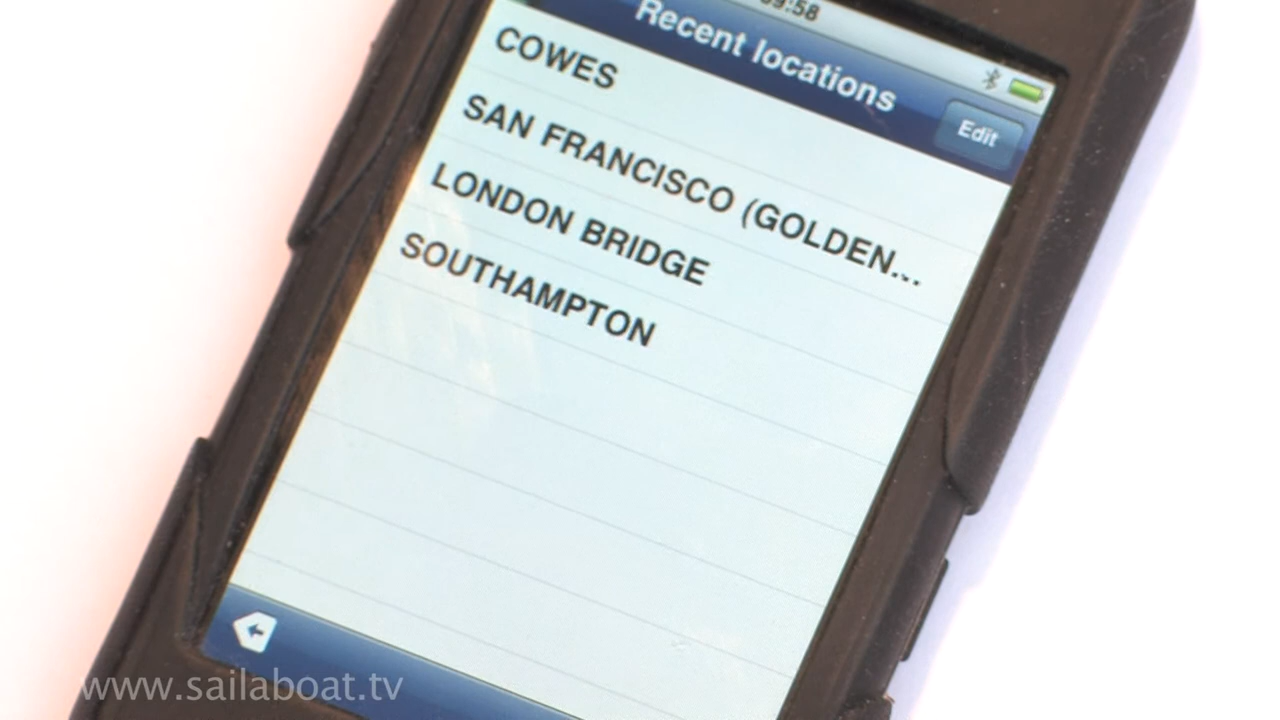 Recent locations
Edit
COWES
SAN FRANCISCO (GOLDEN...
LONDON BRIDGE
SOUTHAMPTON
www.sailaboat.tv